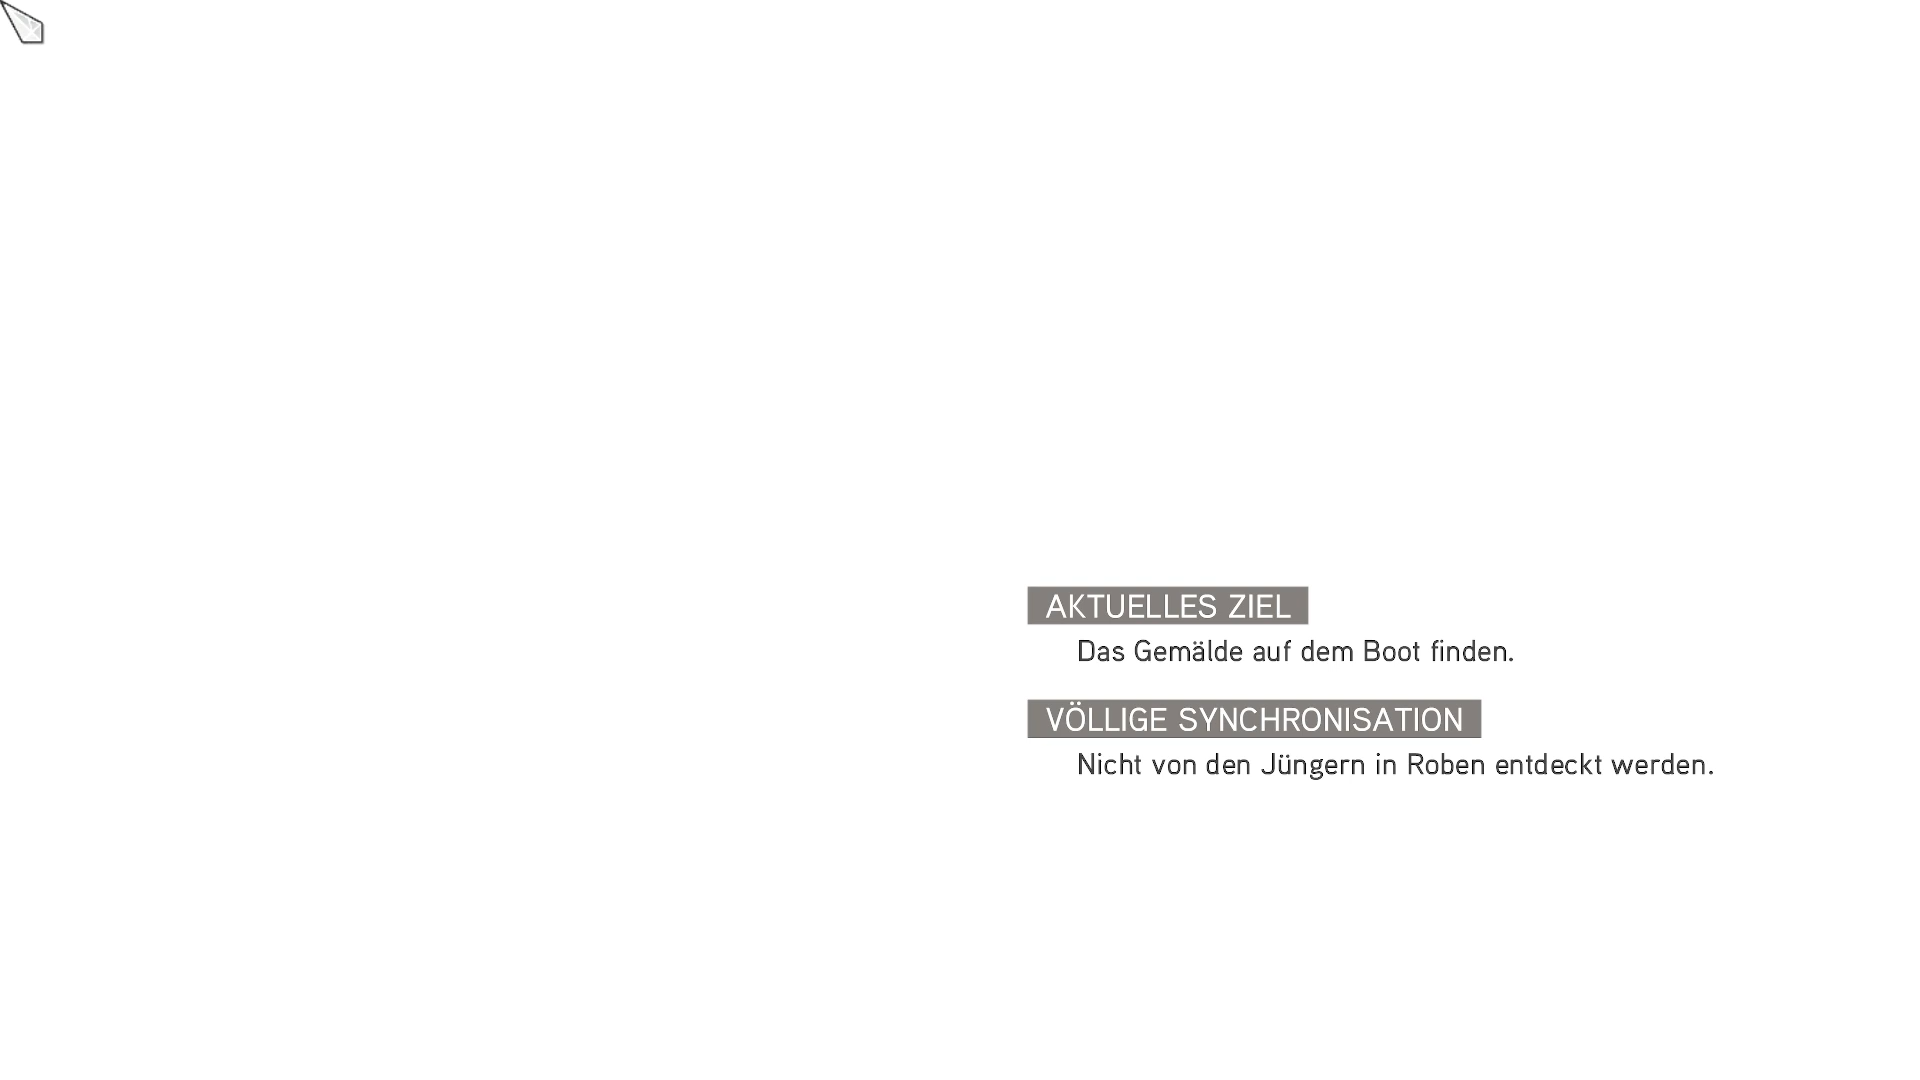 AKTUELLES ZIEL
Das Gemälde auf dem Boot finden.
VÖLLIGE SYNCHRONISATION
Nicht von den Jüngern in Roben entdeckt werden.